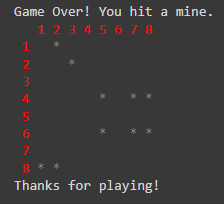 Game Over! You hit a mine.
  1 2 3 4 5 6 7 8
1   *
2     *
3
4         *   * *
5
6         *   * *
7
8 * *
Thanks for playing!